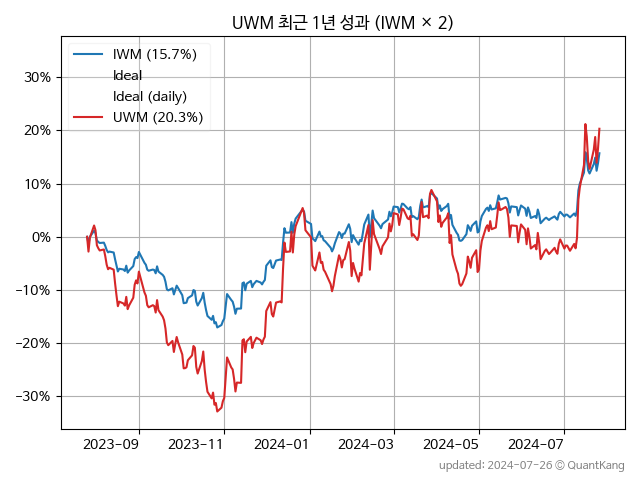 UWM 최근 1년 성과 (IWM × 2)
IWM (15.7%)
Ideal
Ideal (daily)
UWM (20.3%)
30%
20%
10%
0%
−10%
−20%
−30%
2023−09
2023−11
2024−01
2024−03
2024−05
2024−07
updated: 2024-07-26 © QuantKang